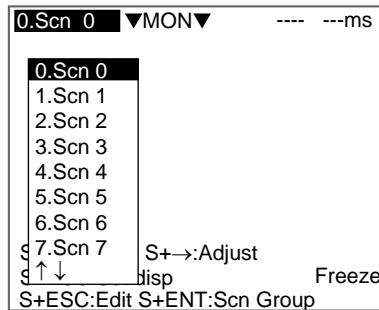 0.Scn 0 ▼MON▼ ---- ---ms
0.Scn 0
1.Scn 1
2.Scn 2
3.Scn 3
4.Scn 4
5.Scn 5
6.Scn 6
7.Scn 7
S+→:Adjust
↑↓
disp Freeze
S+ESC:Edit S+ENT:Scn Group